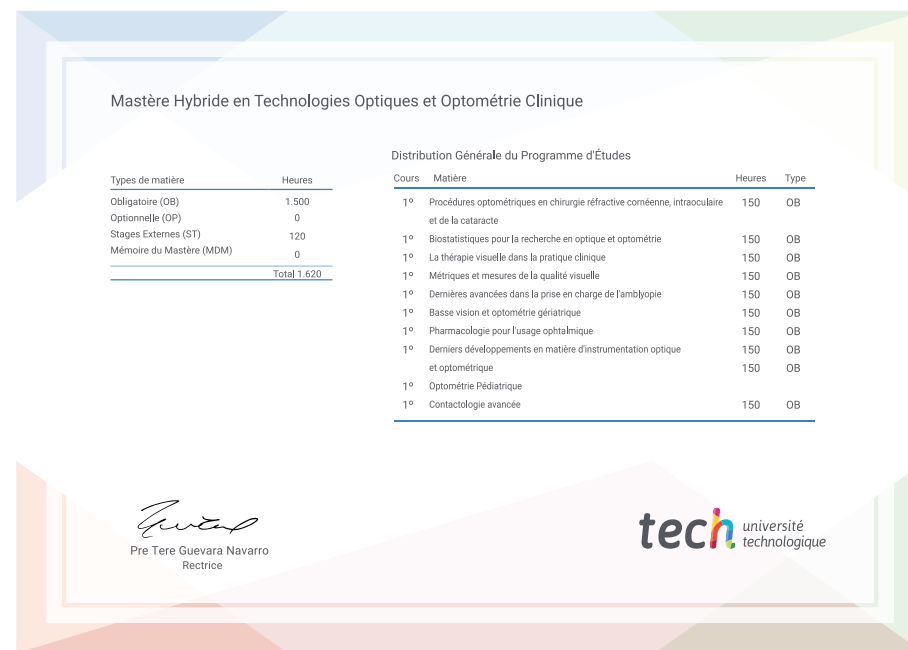 Mastère Hybride en Technologies Optiques et Optométrie Clinique
Types de matière Heures
Obligatoire (OB) 1.500
Optionnelle (OP) 0
Stages Externes (ST) 120
Mémoire du Mastère (MDM) 0
Total 1.620
Distribution Générale du Programme d'Études
Cours Matière Heures Type
1º Procédures optométriques en chirurgie réfractive cornéenne, intraoculaire 150 OB
et de la cataracte
1º Biostatistiques pour la recherche en optique et optométrie 150 OB
1º La thérapie visuelle dans la pratique clinique 150 OB
1º Métriques et mesures de la qualité visuelle 150 OB
1º Dernières avancées dans la prise en charge de l'amblyopie 150 OB
1º Basse vision et optométrie gériatrique 150 OB
1º Pharmacologie pour l'usage ophtalmique 150 OB
1º Derniers développements en matière d'instrumentation optique 150 OB
et optométrique 150 OB
1º Optométrie Pédiatrique
1º Contactologie avancée 150 OB
Pre Tere Guevara Navarro
Rectrice
tech université
technologique